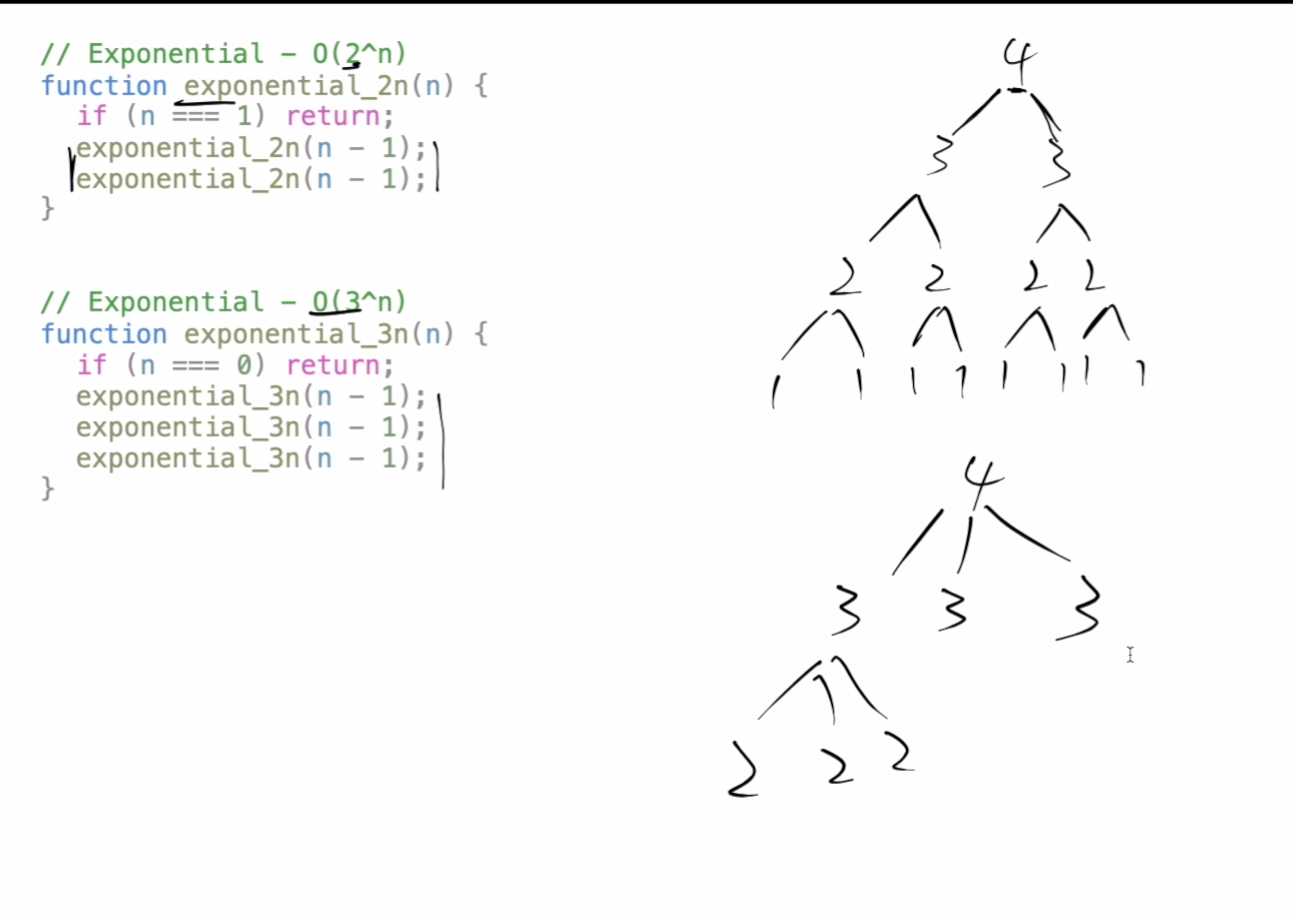 // Exponential - O(2^n)
function exponential_2n(n) {
if (n === 1) return;
exponential_2n(n - 1);
exponential_2n(n - 1);
}
// Exponential - O(3^n)
function exponential_3n(n) {
if (n === 0) return;
exponential_3n(n - 1);
exponential_3n(n - 1);
exponential_3n(n - 1);
}
4
3 3
2 2 2 2
1 1 1 1 1 1 1 1
4
3 3 3
2 2 2